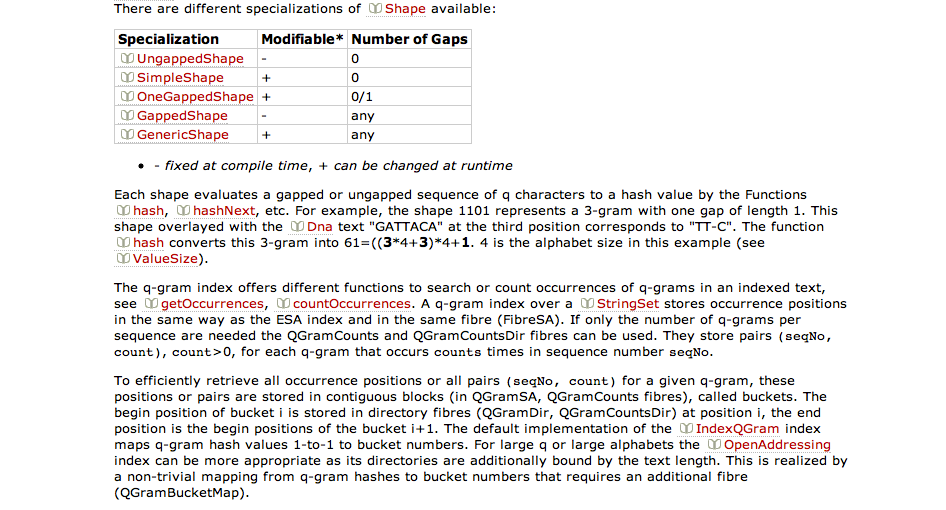 There are different specializations of Shape available:
Specialization Modifiable* Number of Gaps
UngappedShape - 0
SimpleShape + 0
OneGappedShape + 0/1
GappedShape - any
GenericShape + any
• - fixed at compile time, + can be changed at runtime
Each shape evaluates a gapped or ungapped sequence of q characters to a hash value by the Functions
hash, hashNext, etc. For example, the shape 1101 represents a 3-gram with one gap of length 1. This
shape overlayed with the Dna text "GATTACA" at the third position corresponds to "TT-C". The function
hash converts this 3-gram into 61=((3*4+3)*4+1. 4 is the alphabet size in this example (see
ValueSize).
The q-gram index offers different functions to search or count occurrences of q-grams in an indexed text,
see getOccurrences, countOccurrences. A q-gram index over a StringSet stores occurrence positions
in the same way as the ESA index and in the same fibre (FibreSA). If only the number of q-grams per
sequence are needed the QGramCounts and QGramCountsDir fibres can be used. They store pairs (seqNo,
count), count>0, for each q-gram that occurs counts times in sequence number seqNo.
To efficiently retrieve all occurrence positions or all pairs (seqNo, count) for a given q-gram, these
positions or pairs are stored in contiguous blocks (in QGramSA, QGramCounts fibres), called buckets. The
begin position of bucket i is stored in directory fibres (QGramDir, QGramCountsDir) at position i, the end
position is the begin positions of the bucket i+1. The default implementation of the IndexQGram index
maps q-gram hash values 1-to-1 to bucket numbers. For large q or large alphabets the OpenAddressing
index can be more appropriate as its directories are additionally bound by the text length. This is realized by
a non-trivial mapping from q-gram hashes to bucket numbers that requires an additional fibre
(QGramBucketMap).